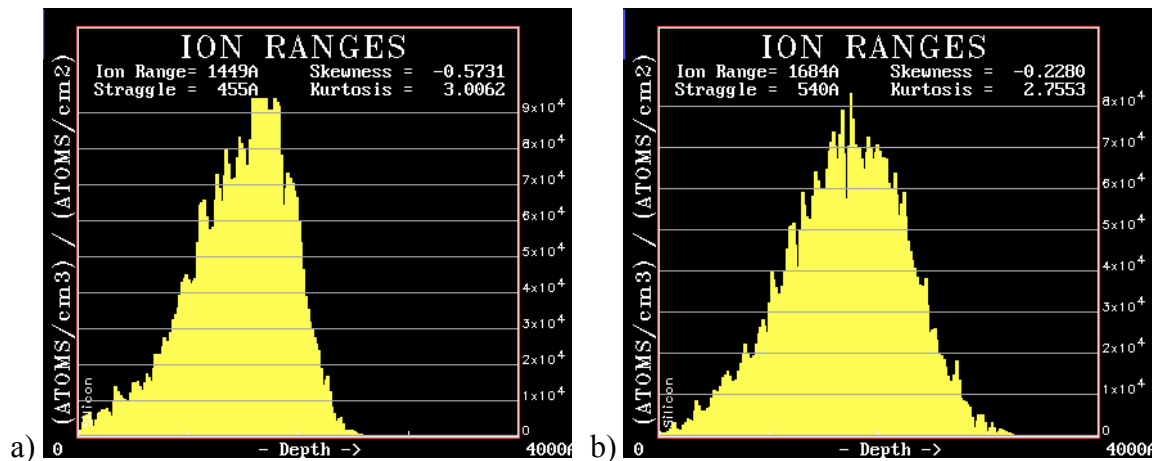 a)
ION RANGES
Ion Range= 1449A Skewness = -0.5731
Straggle = 455A Kurtosis = 3.0062
(ATOMS/cm3) / (ATOMS/cm2)
9x10⁴
8x10⁴
7x10⁴
6x10⁴
5x10⁴
4x10⁴
3x10⁴
2x10⁴
1x10⁴
0
Silicon
0 - Depth -> 4000A
b)
ION RANGES
Ion Range= 1684A Skewness = -0.2280
Straggle = 540A Kurtosis = 2.7553
(ATOMS/cm3) / (ATOMS/cm2)
8x10⁴
7x10⁴
6x10⁴
5x10⁴
4x10⁴
3x10⁴
2x10⁴
1x10⁴
0
Silicon
0 - Depth -> 4000A